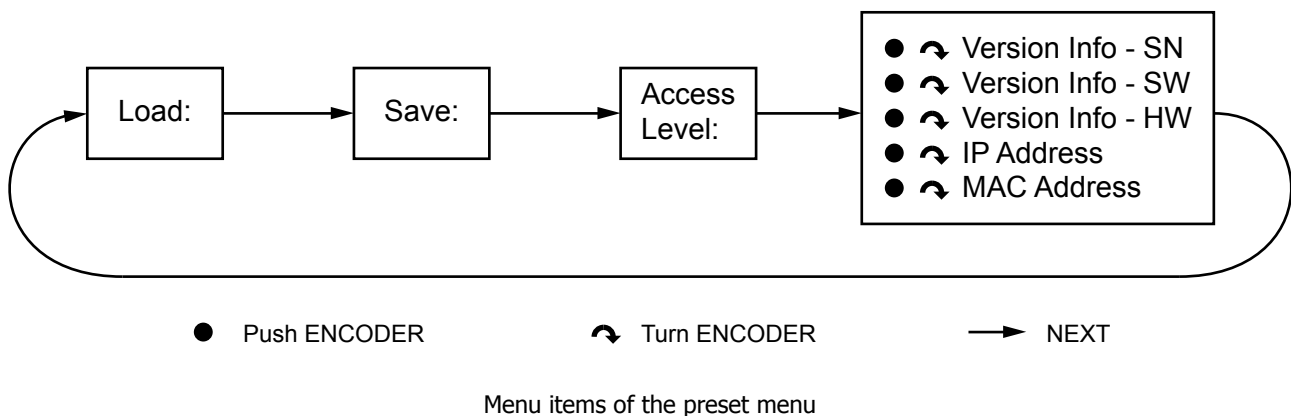 Load:
Save:
Access
Level:
Version Info - SN
Version Info - SW
Version Info - HW
IP Address
MAC Address
Push ENCODER
Turn ENCODER
NEXT
Menu items of the preset menu